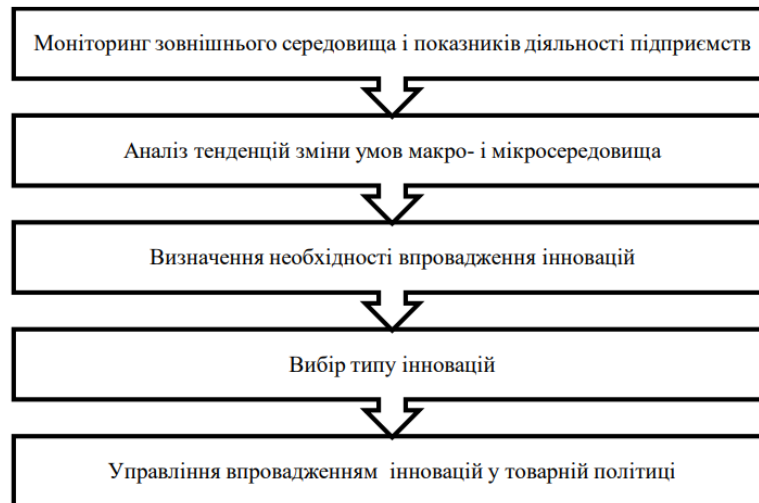 Моніторинг зовнішнього середовища і показників діяльності підприємств
Аналіз тенденцій зміни умов макро- і мікросередовища
Визначення необхідності впровадження інновацій
Вибір типу інновацій
Управління впровадженням інновацій у товарній політиці